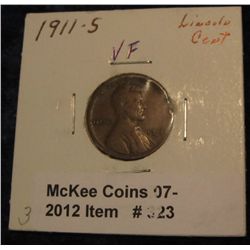 1911-S
Lincoln
Cent
VF
McKee Coins 07-
2012 Item # 323
3